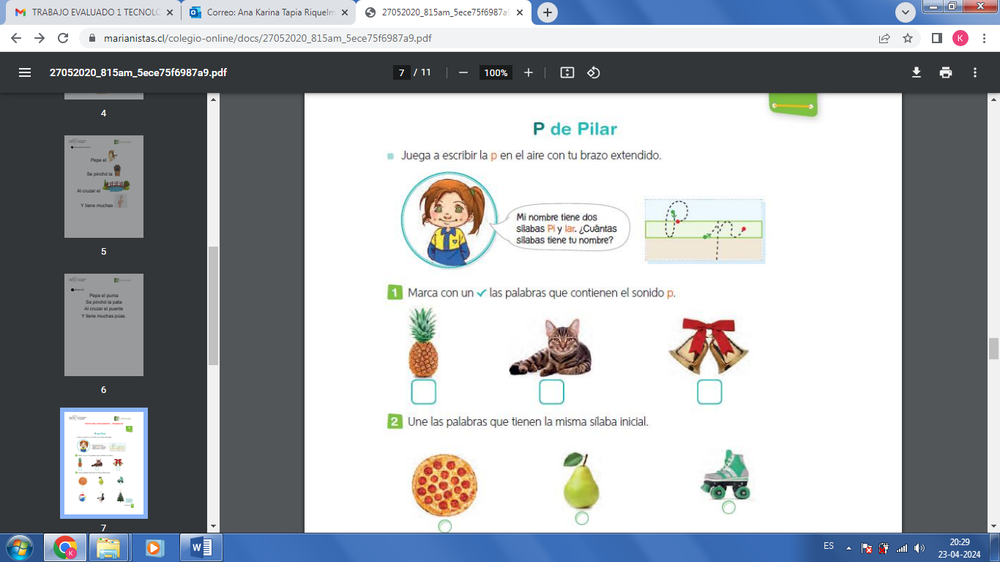 TRABAJO EVALUADO 1 TECNOLO
Correo: Ana Karina Tapia Riquelm
27052020_815am_5ece75f6987a9
marianistas.cl/colegio-online/docs/27052020_815am_5ece75f6987a9.pdf
K
27052020_815am_5ece75f6987a9.pdf
7 / 11
100%
4
Pepe el
Se pinchó la
Al cruzar el
Y tiene muchas
5
Pepe el puma
Se pinchó la pata
Al cruzar el puente
Y tiene muchas púas.
6
P de Pilar
7
P de Pilar
Juega a escribir la p en el aire con tu brazo extendido.
Mi nombre tiene dos
sílabas Pi y lar. ¿Cuántas
sílabas tiene tu nombre?
P p
1 Marca con un ✓ las palabras que contienen el sonido p.
2 Une las palabras que tienen la misma sílaba inicial.
K
W
ES
20:29
23-04-2024